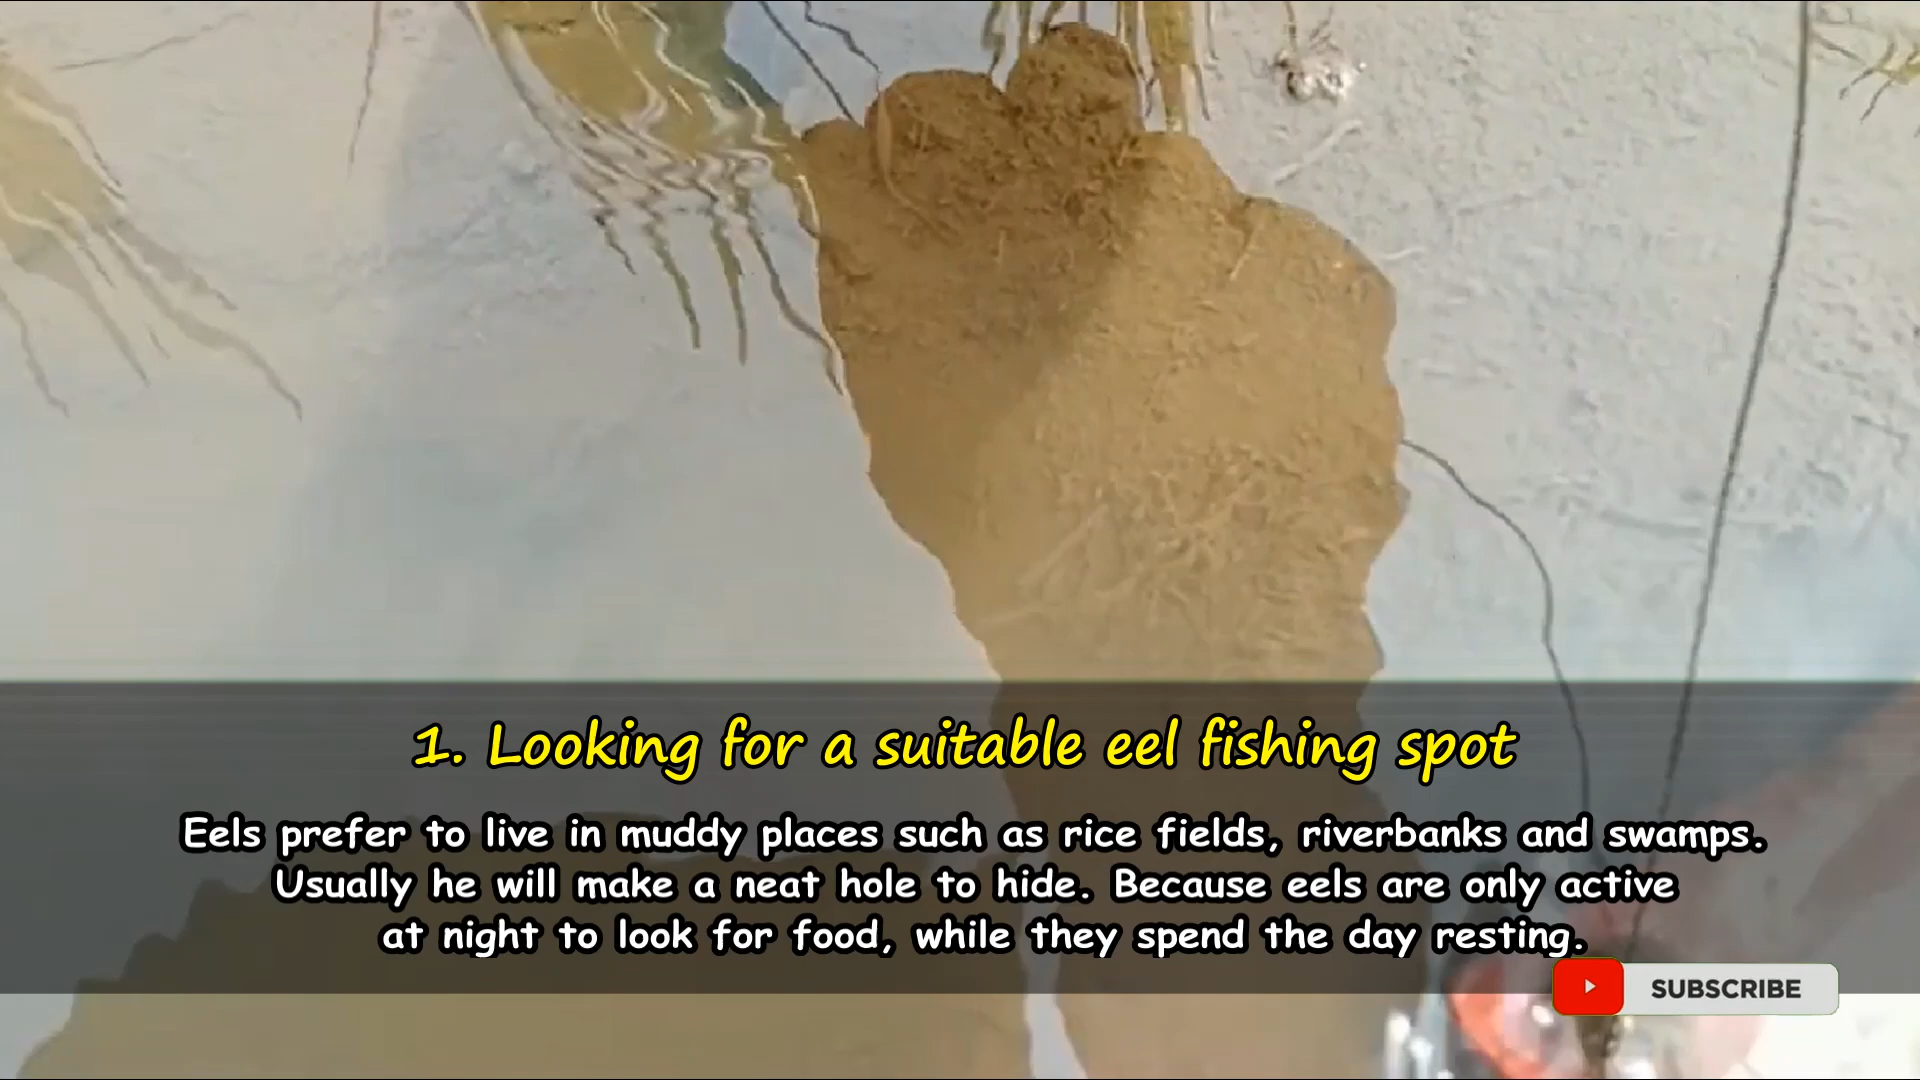 1. Looking for a suitable eel fishing spot
Eels prefer to live in muddy places such as rice fields, riverbanks and swamps.
Usually he will make a neat hole to hide. Because eels are only active
at night to look for food, while they spend the day resting.
SUBSCRIBE